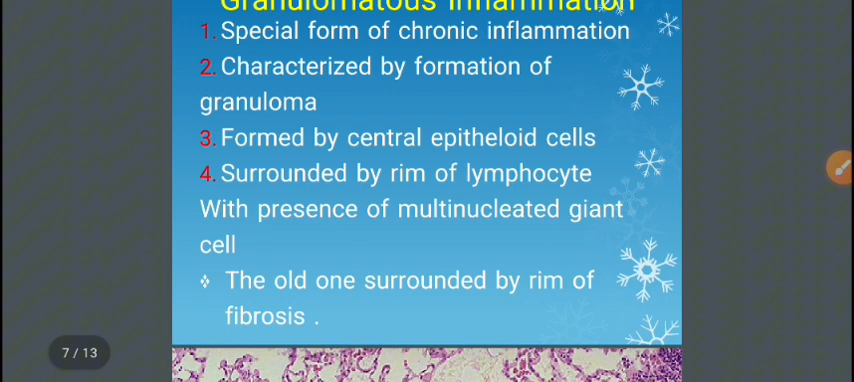 Granulomatous Inflammation
1. Special form of chronic inflammation
2. Characterized by formation of
granuloma
3. Formed by central epitheloid cells
4. Surrounded by rim of lymphocyte
With presence of multinucleated giant
cell
❖ The old one surrounded by rim of
fibrosis .
7 / 13